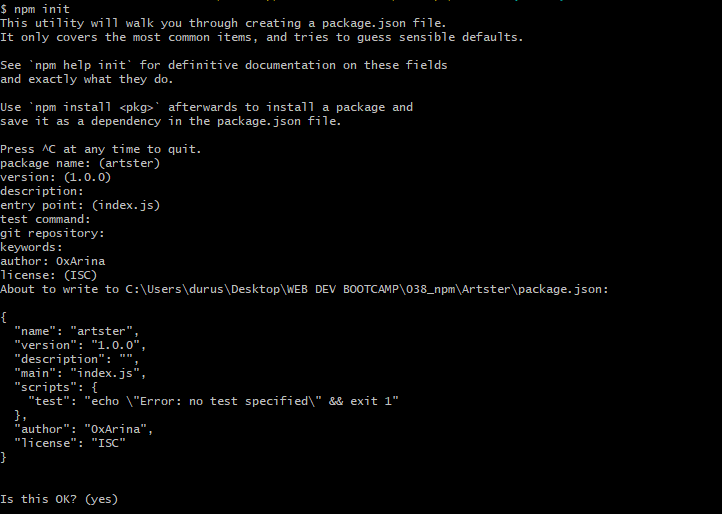 $ npm init
This utility will walk you through creating a package.json file.
It only covers the most common items, and tries to guess sensible defaults.
See `npm help init` for definitive documentation on these fields
and exactly what they do.
Use `npm install <pkg>` afterwards to install a package and
save it as a dependency in the package.json file.
Press ^C at any time to quit.
package name: (artster)
version: (1.0.0)
description:
entry point: (index.js)
test command:
git repository:
keywords:
author: 0xArina
license: (ISC)
About to write to C:\Users\durus\Desktop\WEB DEV BOOTCAMP\038_npm\Artster\package.json:
{
  "name": "artster",
  "version": "1.0.0",
  "description": "",
  "main": "index.js",
  "scripts": {
    "test": "echo \"Error: no test specified\" && exit 1"
  },
  "author": "0xArina",
  "license": "ISC"
}
Is this OK? (yes)